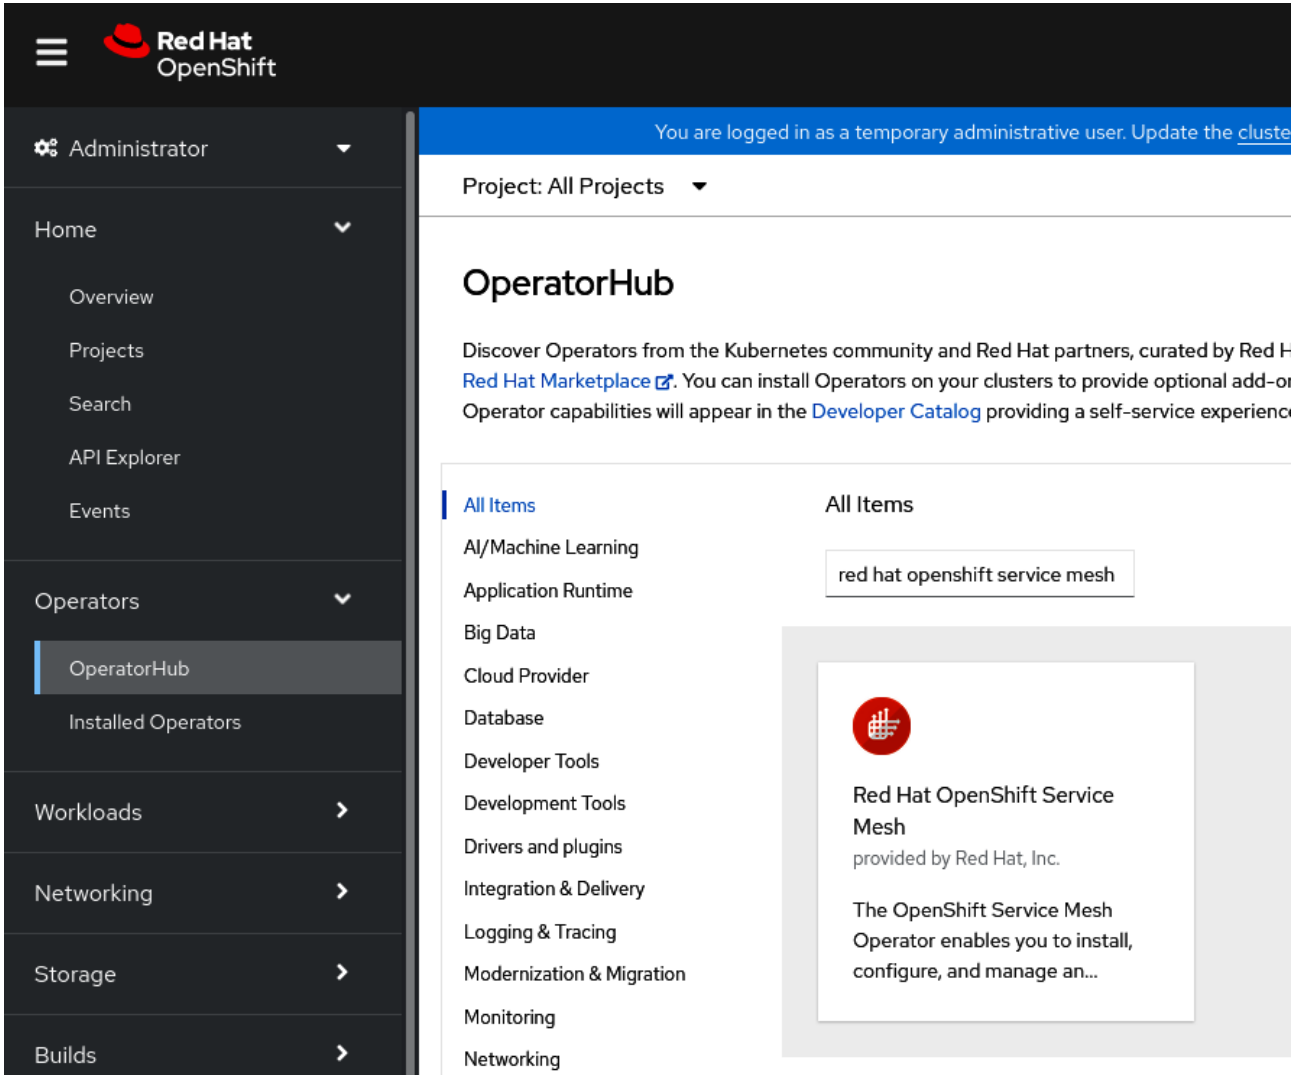 Red Hat
OpenShift
Administrator
Home
Overview
Projects
Search
API Explorer
Events
Operators
OperatorHub
Installed Operators
Workloads
Networking
Storage
Builds
You are logged in as a temporary administrative user. Update the cluste
Project: All Projects
OperatorHub
Discover Operators from the Kubernetes community and Red Hat partners, curated by Red H
Red Hat Marketplace. You can install Operators on your clusters to provide optional add-or
Operator capabilities will appear in the Developer Catalog providing a self-service experience
All Items
AI/Machine Learning
Application Runtime
Big Data
Cloud Provider
Database
Developer Tools
Development Tools
Drivers and plugins
Integration & Delivery
Logging & Tracing
Modernization & Migration
Monitoring
Networking
All Items
red hat openshift service mesh
Red Hat OpenShift Service
Mesh
provided by Red Hat, Inc.
The OpenShift Service Mesh
Operator enables you to install,
configure, and manage an...